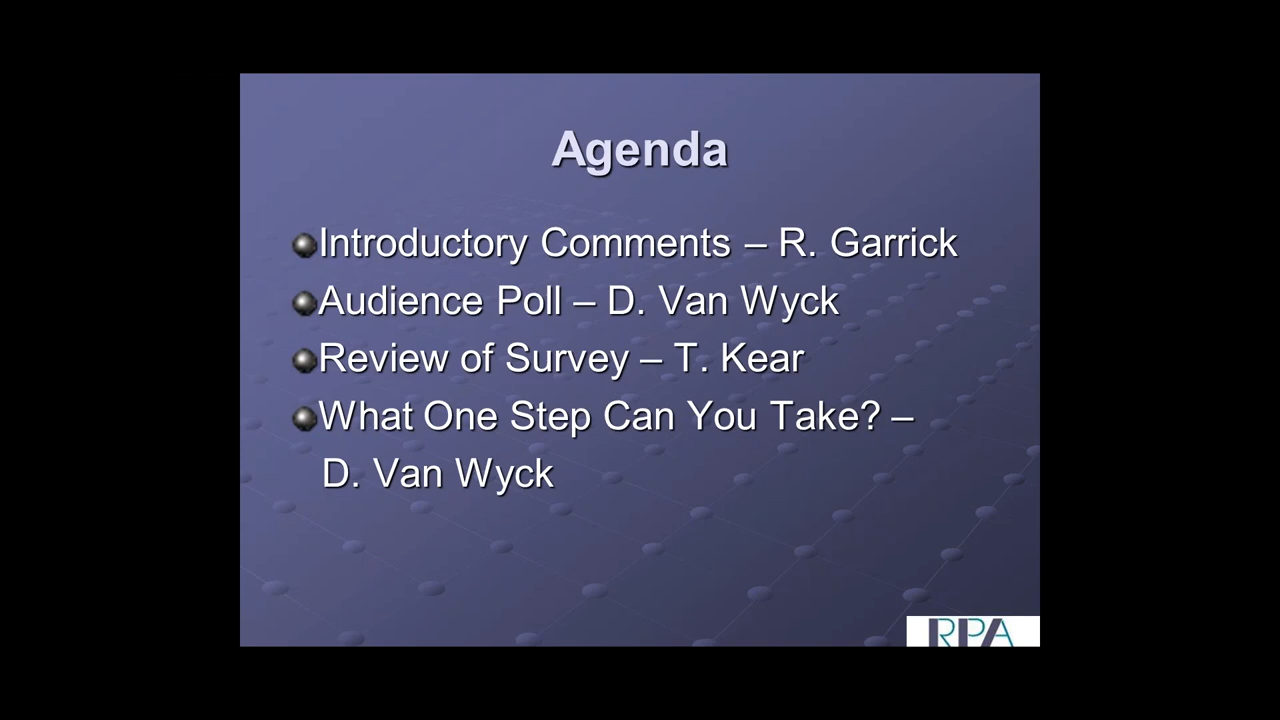 Agenda
Introductory Comments – R. Garrick
Audience Poll – D. Van Wyck
Review of Survey – T. Kear
What One Step Can You Take? –
D. Van Wyck
RPA